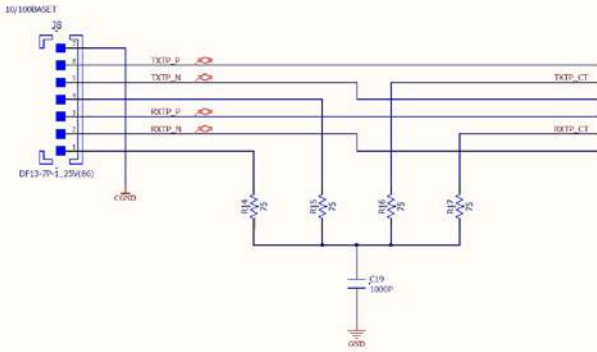 10/100BASET
J8
7
6
TXTP_P
5
TXTP_N
TXTP_CT
4
3
RXTP_P
2
RXTP_N
RXTP_CT
1
DF13-7P-1.25V(86)
CGND
R14
75
R15
75
R16
75
R17
75
C19
1000P
GND